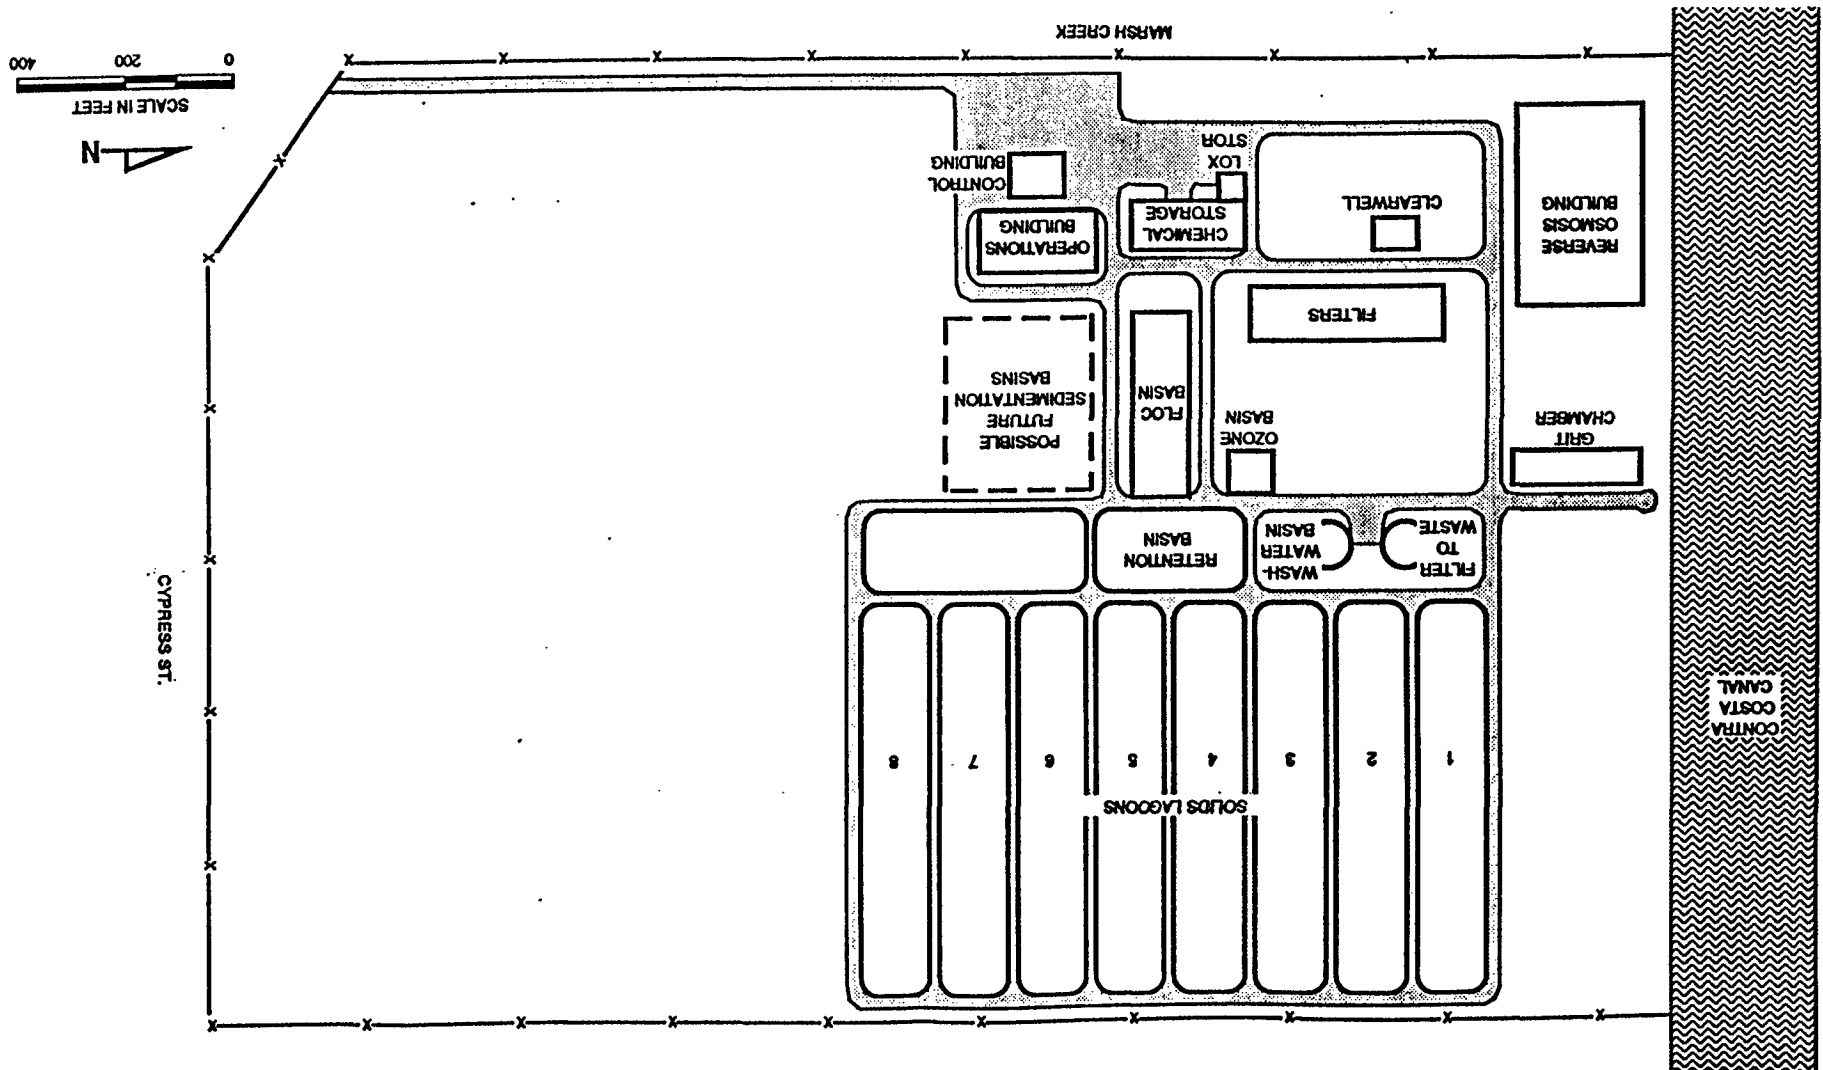 CONTRA
COSTA
CANAL
SOLIDS LAGOONS
1
2
3
4
5
6
7
8
CYPRESS ST.
FILTER
TO
WASTE
WASH-
WATER
BASIN
RETENTION
BASIN
GRIT
CHAMBER
OZONE
BASIN
FLOC
BASIN
POSSIBLE
FUTURE
SEDIMENTATION
BASINS
FILTERS
REVERSE
OSMOSIS
BUILDING
CLEARWELL
CHEMICAL
STORAGE
OPERATIONS
BUILDING
LOX
STOR
CONTROL
BUILDING
N
SCALE IN FEET
0
200
400
MARSH CREEK